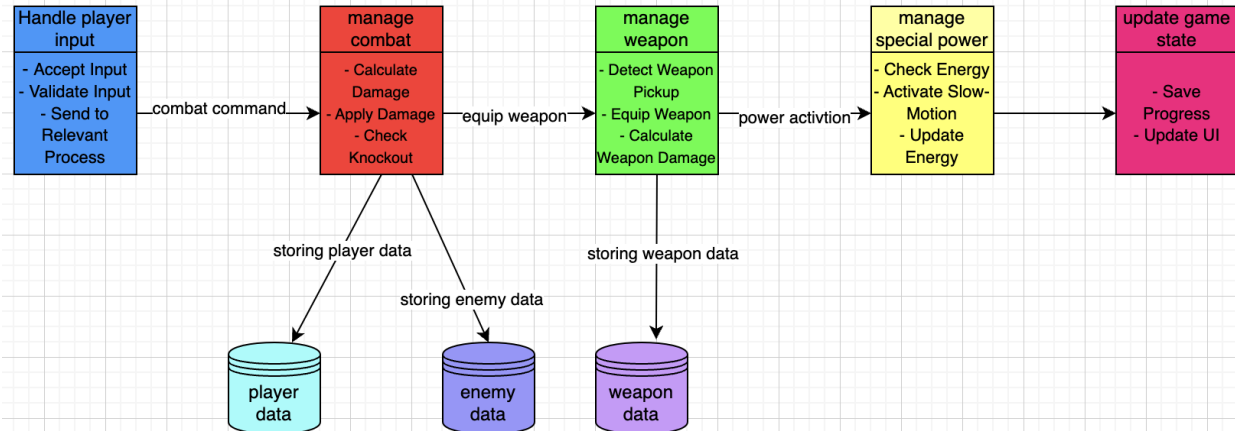 Handle player
input
- Accept Input
- Validate Input
- Send to
Relevant
Process
combat command
manage
combat
- Calculate
Damage
- Apply Damage
- Check
Knockout
equip weapon
manage
weapon
- Detect Weapon
Pickup
- Equip Weapon
- Calculate
Weapon Damage
power activtion
manage
special power
- Check Energy
- Activate Slow-
Motion
- Update
Energy
update game
state
- Save
Progress
- Update UI
storing player data
storing enemy data
storing weapon data
player
data
enemy
data
weapon
data